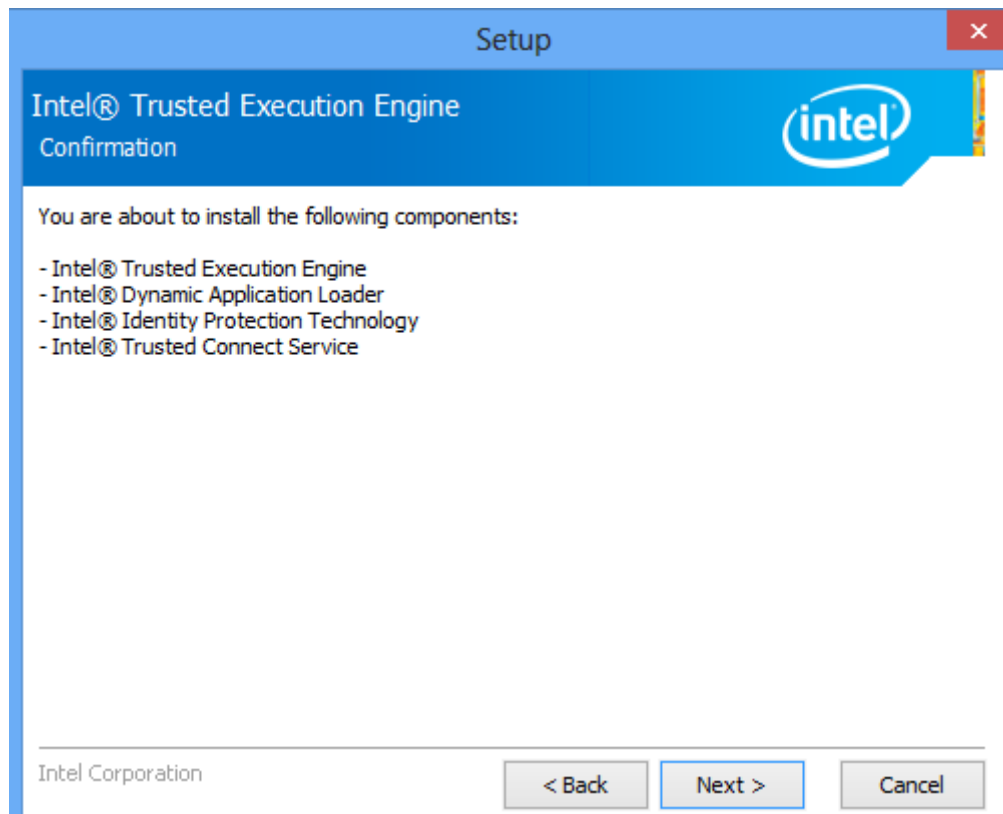 Setup
Intel® Trusted Execution Engine
Confirmation
intel
You are about to install the following components:
- Intel® Trusted Execution Engine
- Intel® Dynamic Application Loader
- Intel® Identity Protection Technology
- Intel® Trusted Connect Service
Intel Corporation
< Back
Next >
Cancel